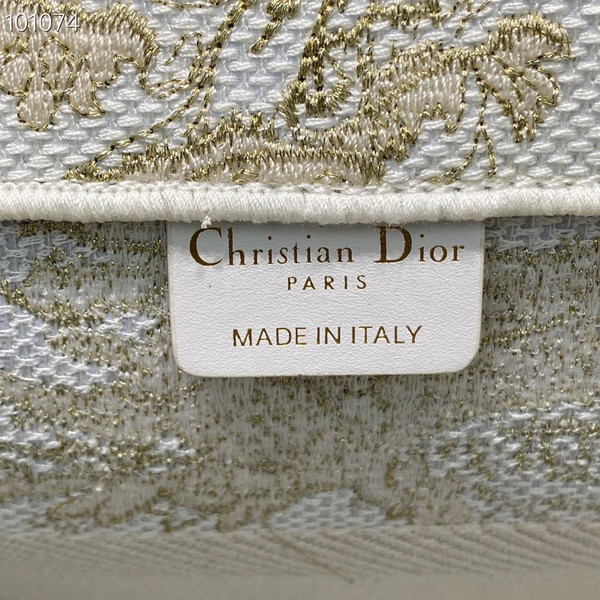 101074
Christian Dior
PARIS
MADE IN ITALY